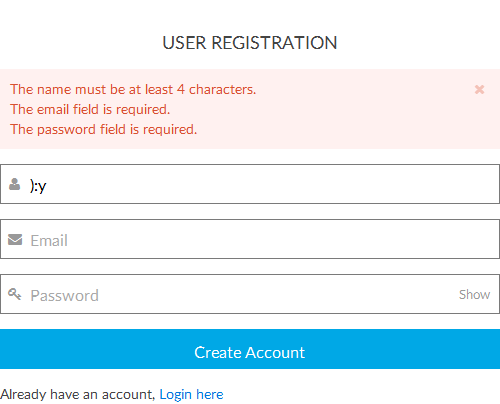 USER REGISTRATION
The name must be at least 4 characters.
The email field is required.
The password field is required.
):y
Email
Password Show
Create Account
Already have an account, Login here